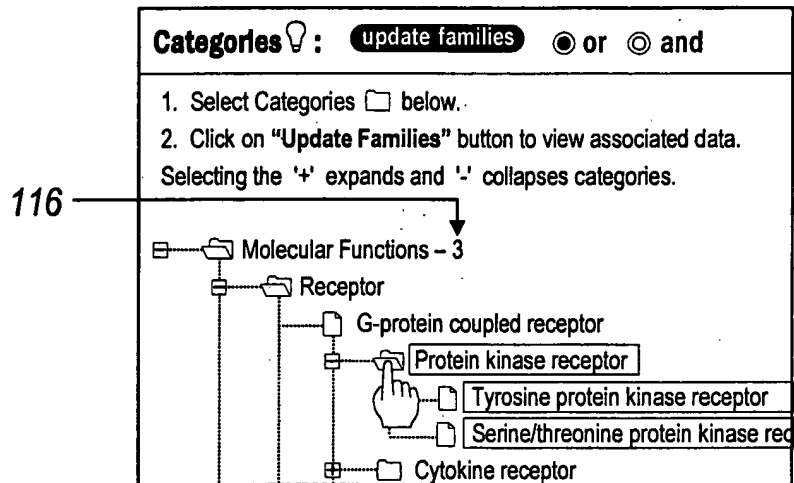 Categories : update families or and
1. Select Categories below.
2. Click on "Update Families" button to view associated data.
Selecting the '+' expands and '-' collapses categories.
116
Molecular Functions – 3
Receptor
G-protein coupled receptor
Protein kinase receptor
Tyrosine protein kinase receptor
Serine/threonine protein kinase rec
Cytokine receptor